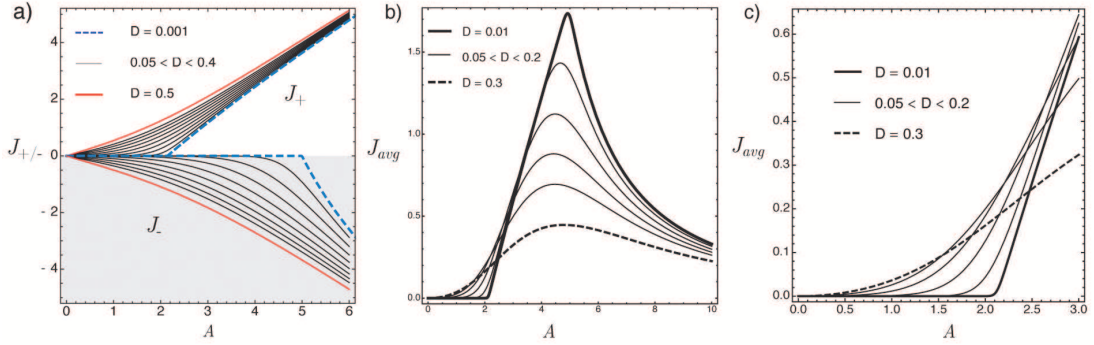 a)
D = 0.001
0.05 < D < 0.4
D = 0.5
J+
J+/-
J-
4
2
0
- 2
- 4
0 1 2 3 4 5 6
A
b)
D = 0.01
0.05 < D < 0.2
D = 0.3
Javg
1.5
1.0
0.5
0.0
0 2 4 6 8 10
A
c)
D = 0.01
0.05 < D < 0.2
D = 0.3
Javg
0.6
0.5
0.4
0.3
0.2
0.1
0.0
0.0 0.5 1.0 1.5 2.0 2.5 3.0
A